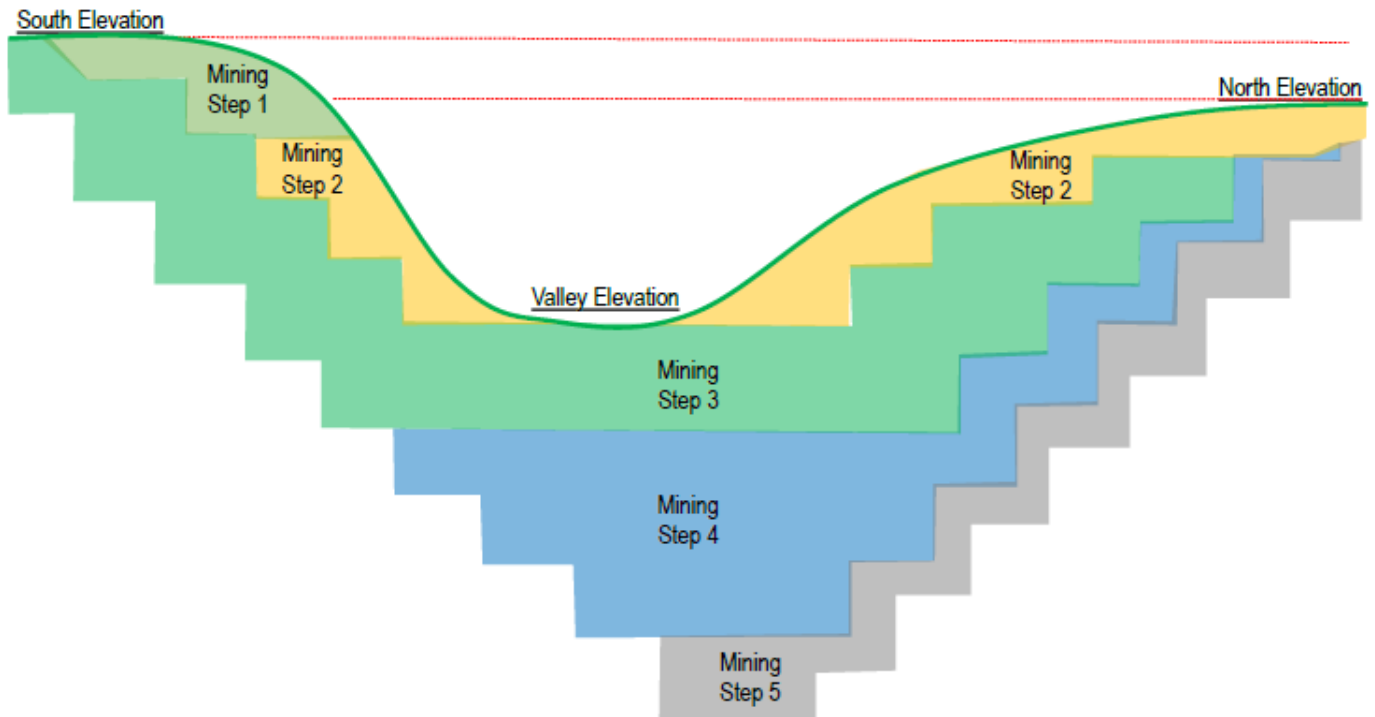 South Elevation
Mining
Step 1
North Elevation
Mining
Step 2
Mining
Step 2
Valley Elevation
Mining
Step 3
Mining
Step 4
Mining
Step 5